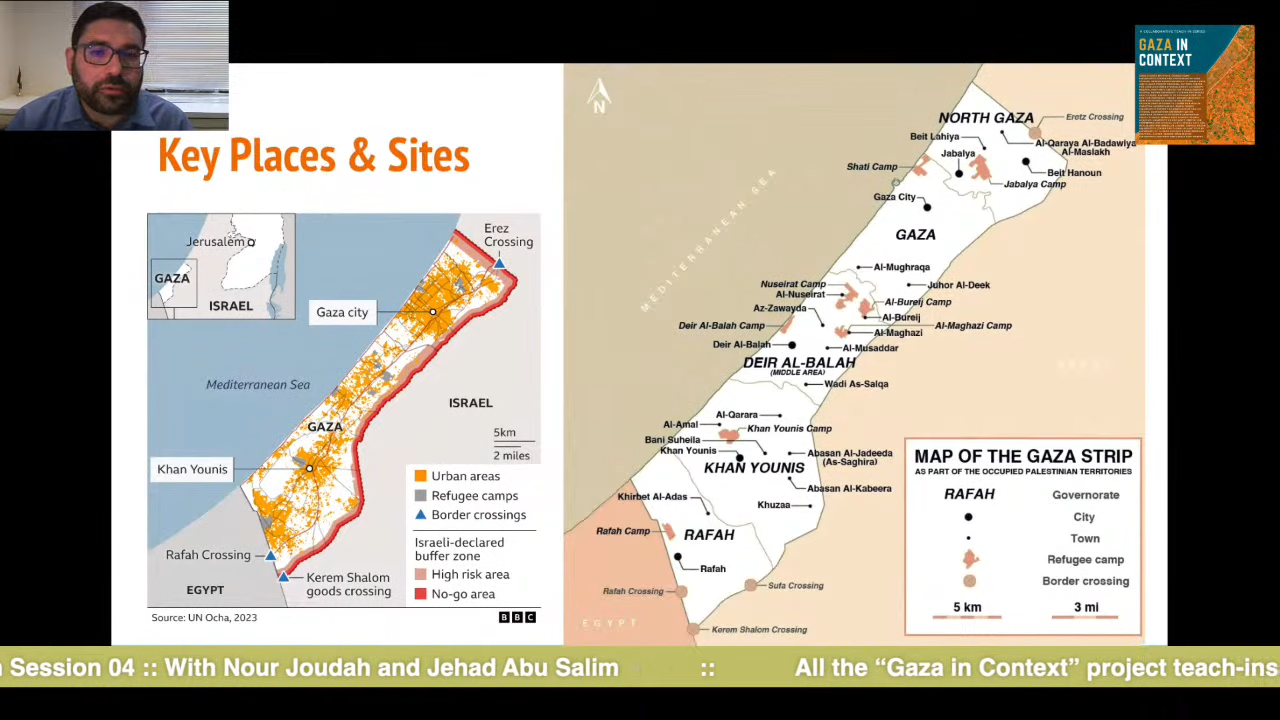 A COLLABORATIVE TEACH-IN SERIES
GAZA IN
CONTEXT
Key Places & Sites
Jerusalem
GAZA
ISRAEL
Erez
Crossing
Gaza city
Mediterranean Sea
ISRAEL
GAZA
5km
2 miles
Khan Younis
Urban areas
Refugee camps
Border crossings
Israeli-declared
buffer zone
High risk area
No-go area
Rafah Crossing
Kerem Shalom
goods crossing
EGYPT
Source: UN Ocha, 2023
BBC
N
MEDITERRANEAN SEA
NORTH GAZA
Eretz Crossing
Beit Lahiya
Al-Qaraya Al-Badawiya
Al-Maslakh
Jabalya
Shati Camp
Beit Hanoun
Jabalya Camp
Gaza City
GAZA
Al-Mughraqa
Nuseirat Camp
Juhor Al-Deek
Al-Nuseirat
Al-Bureij Camp
Az-Zawayda
Al-Bureij
Deir Al-Balah Camp
Al-Maghazi Camp
Al-Maghazi
Deir Al-Balah
Al-Musaddar
DEIR AL-BALAH
(MIDDLE AREA)
Wadi As-Salqa
Al-Qarara
Al-Amal
Khan Younis Camp
Bani Suheila
Khan Younis
Abasan Al-Jadeeda
(As-Saghira)
KHAN YOUNIS
Abasan Al-Kabeera
Khirbet Al-Adas
Khuzaa
Rafah Camp
RAFAH
Rafah
Sufa Crossing
Rafah Crossing
EGYPT
Kerem Shalom Crossing
MAP OF THE GAZA STRIP
AS PART OF THE OCCUPIED PALESTINIAN TERRITORIES
RAFAH Governorate
City
Town
Refugee camp
Border crossing
5 km 3 mi
Session 04 :: With Nour Joudah and Jehad Abu Salim :: All the “Gaza in Context” project teach-ins